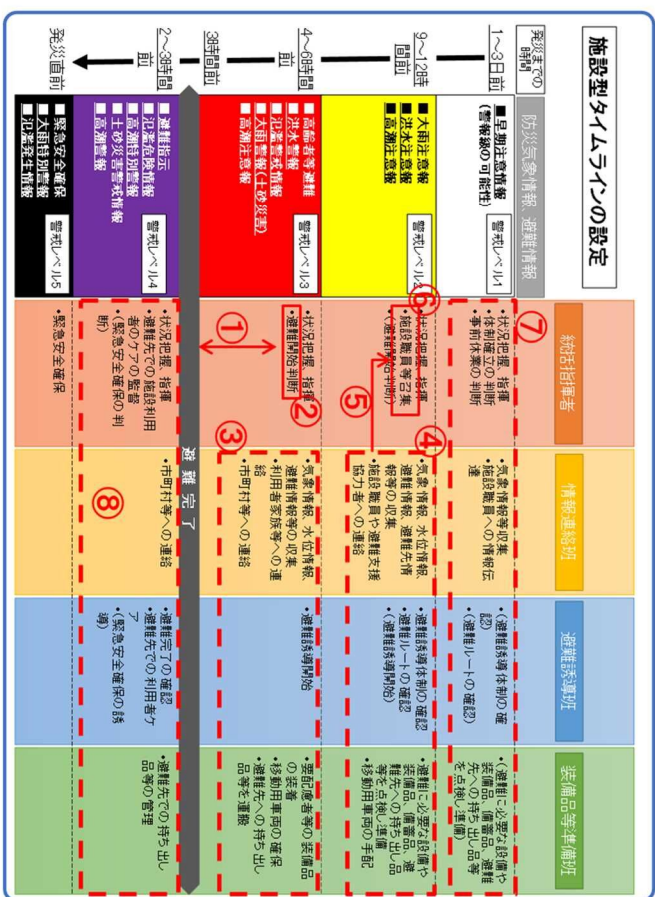 施設型タイムラインの設定
発災までの
時間
防災気象情報、避難情報
統括指揮者
情報連絡班
避難誘導班
装備品等準備班
1～3日前
■早期注意情報
(警報級の可能性)
警戒レベル1
⑦
・状況把握、指揮
・体制確立の判断
・事前休業の判断
・気象情報等収集
・施設職員への情報伝
達
・(避難誘導体制の確
認)
・(避難ルートの確認)
・(避難に必要な設備や
装備品、備蓄品、避難
先への持ち出し品等
を点検し準備)
9～128時
間前
■大雨注意報
■洪水注意報
■高潮注意報
警戒レベル2
⑥
・状況把握、指揮
・施設職員等召集
・(避難開始判断)
⑤
④
・気象情報、水位情報、
避難情報、避難先情
報等の収集
・施設職員や避難支援
協力者への連絡
・避難誘導体制の確認
・避難ルートの確認
・(避難誘導開始)
・避難に必要な設備や
装備品、備蓄品、避
難先への持ち出し品
等を点検し準備
・移動用車両の手配
4～68時間
前
38時間前
■高齢者等避難
■洪水警報
■氾濫警戒情報
■大雨警報(土砂災害)
■高潮注意報
警戒レベル3
・状況把握、指揮
・避難開始判断
②
①
③
・気象情報、水位情報、
避難情報等の収集
・利用者家族等への連
絡
・市町村等への連絡
・避難誘導開始
・要配慮者等の装備品
の装着
・移動用車両の確保
・避難先への持ち出し
品等を運搬
避難完了
2～38時間
前
■避難指示
■氾濫危険情報
■高潮特別警報
■土砂災害警戒情報
■高潮警報
警戒レベル4
・状況把握、指揮
・避難先での施設利用
者のケアの監督
・(緊急安全確保の判
断)
・市町村等への連絡
⑧
・避難完了の確認
・避難先での利用者ケ
ア
・(緊急安全確保の誘
導)
・避難先での持ち出し
品等の管理
発災直前
■緊急安全確保
■大雨特別警報
■氾濫発生情報
警戒レベル5
・緊急安全確保